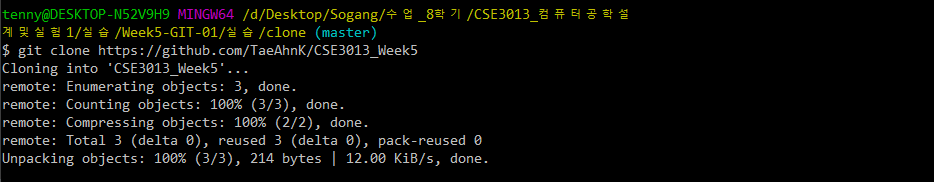 tenny@DESKTOP-N52V9H9 MINGW64 /d/Desktop/Sogang/수업_8학기/CSE3013_컴퓨터공학설
계및실험1/실습/Week5-GIT-01/실습/clone (master)
$ git clone https://github.com/TaeAhnK/CSE3013_Week5
Cloning into 'CSE3013_Week5'...
remote: Enumerating objects: 3, done.
remote: Counting objects: 100% (3/3), done.
remote: Compressing objects: 100% (2/2), done.
remote: Total 3 (delta 0), reused 3 (delta 0), pack-reused 0
Unpacking objects: 100% (3/3), 214 bytes | 12.00 KiB/s, done.